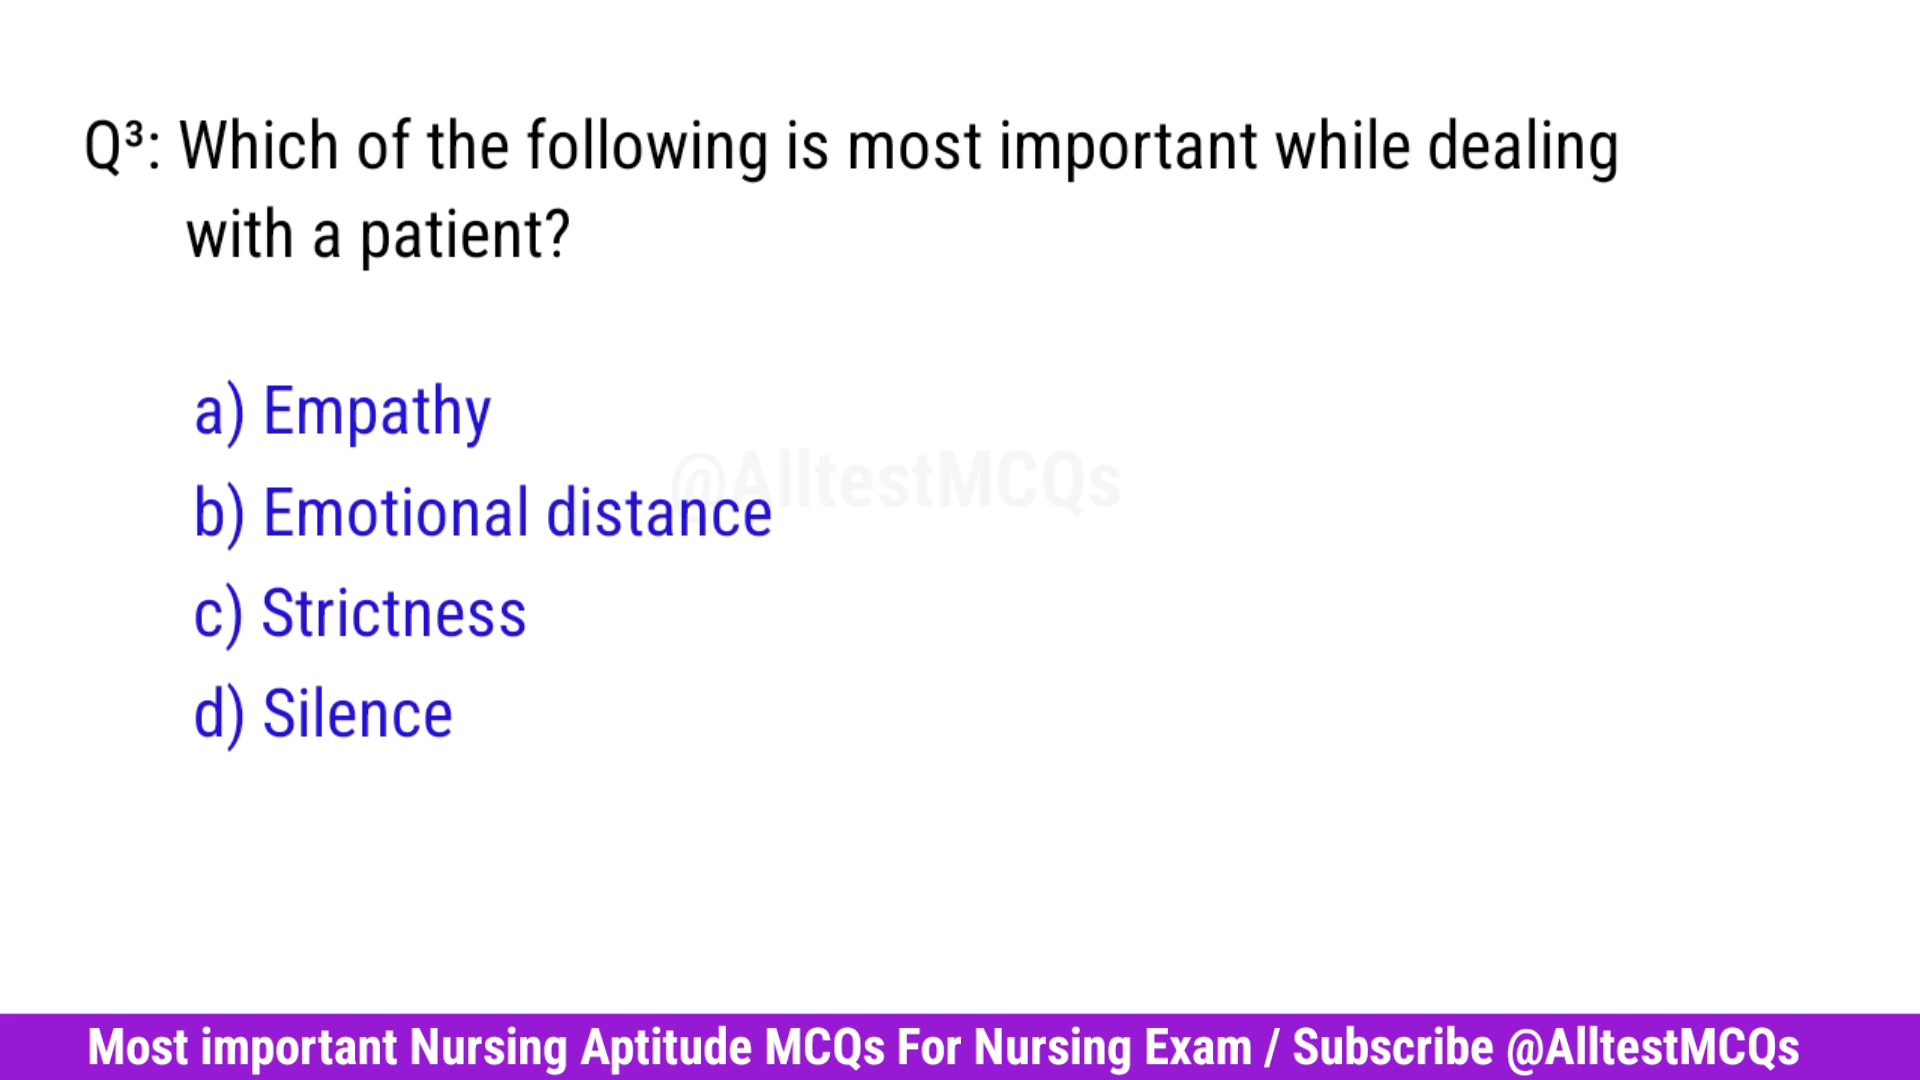 Q³: Which of the following is most important while dealing
with a patient?
a) Empathy
@AlltestMCQs
b) Emotional distance
c) Strictness
d) Silence
Most important Nursing Aptitude MCQs For Nursing Exam / Subscribe @AlltestMCQs